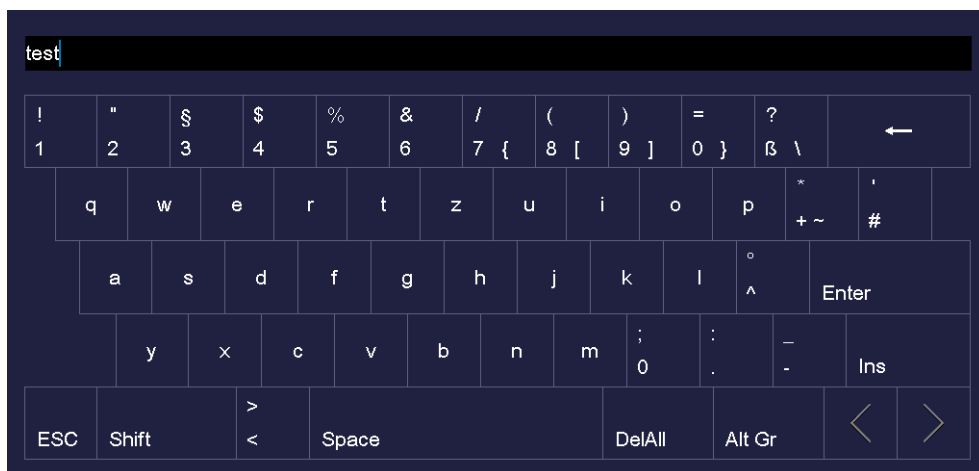 test
! " § $ % & / ( ) = ? ←
1 2 3 4 5 6 7 { 8 [ 9 ] 0 } ß \
q w e r t z u i o p * + ~ ' #
a s d f g h j k l ° ^ Enter
y x c v b n m ; 0 : . _ - Ins
ESC Shift > < Space DelAll Alt Gr < >